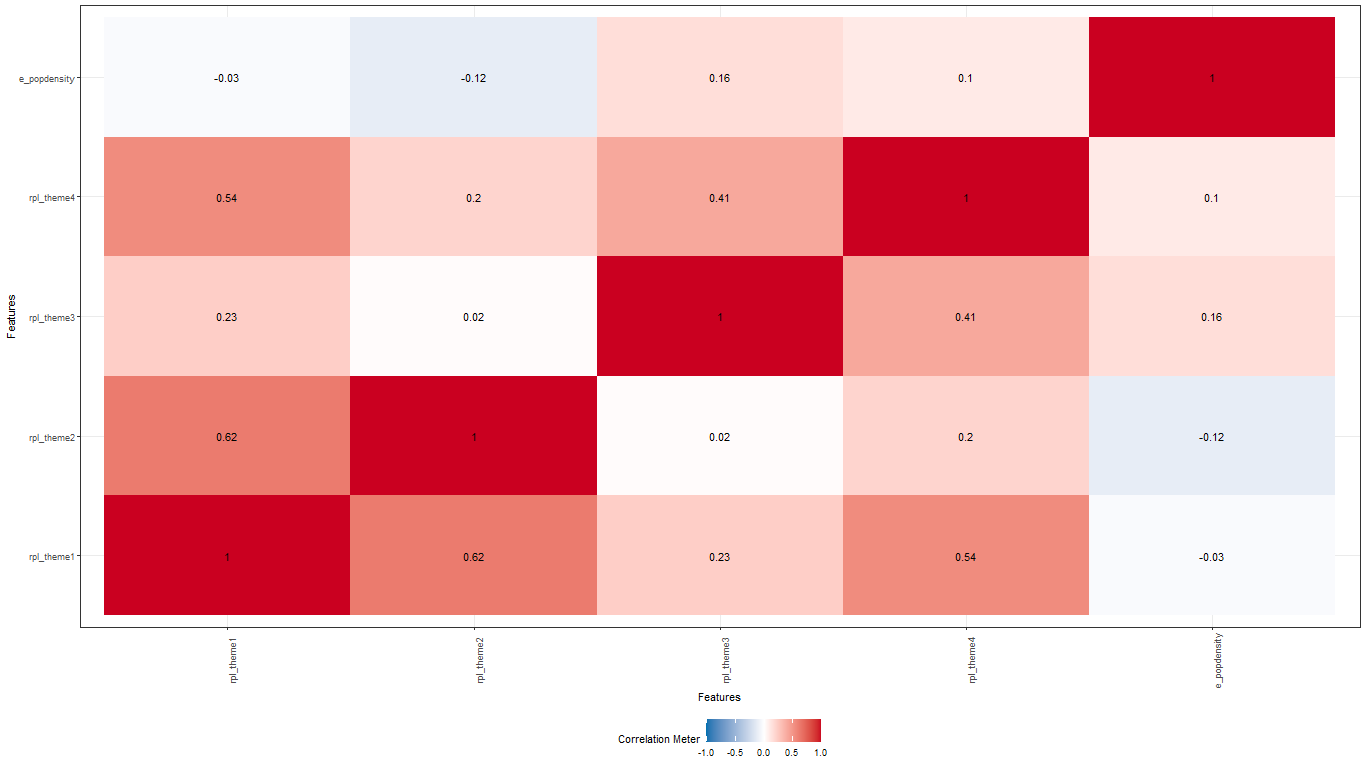 e_popdensity
-0.03
-0.12
0.16
0.1
1
rpl_theme4
0.54
0.2
0.41
1
0.1
rpl_theme3
0.23
0.02
1
0.41
0.16
rpl_theme2
0.62
1
0.02
0.2
-0.12
rpl_theme1
1
0.62
0.23
0.54
-0.03
Features
rpl_theme1
rpl_theme2
rpl_theme3
rpl_theme4
e_popdensity
Features
Correlation Meter
-1.0 -0.5 0.0 0.5 1.0